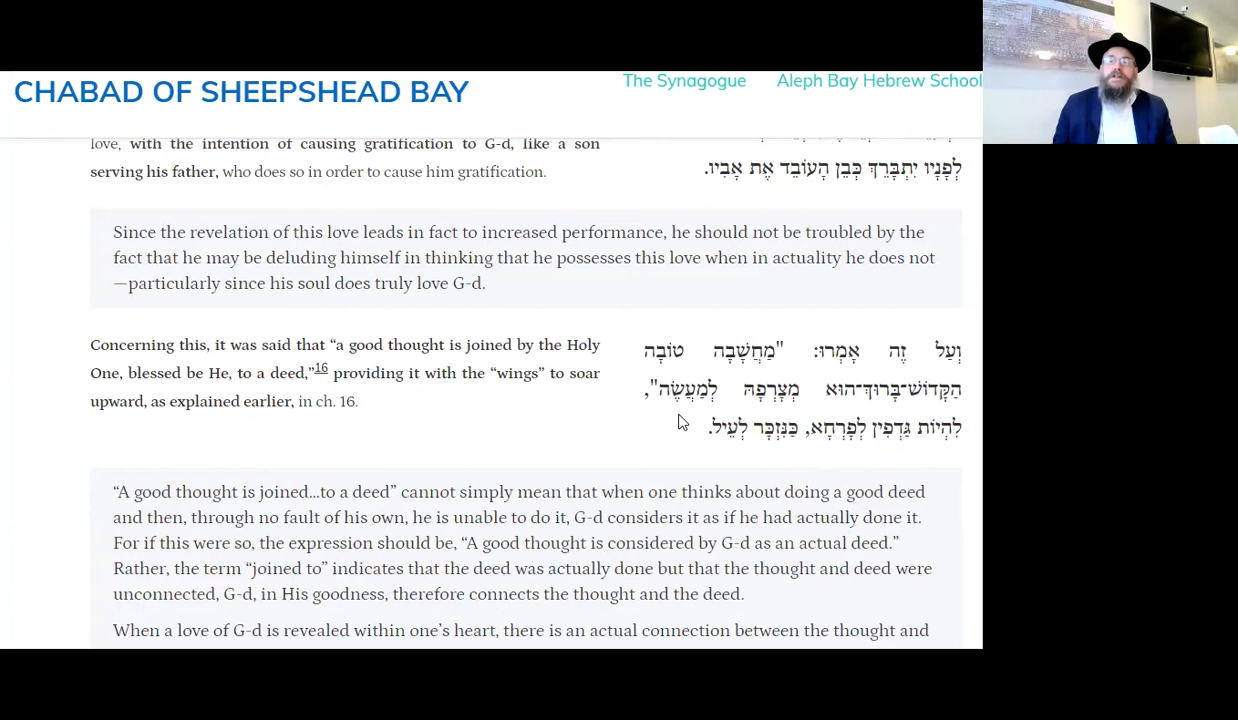 CHABAD OF SHEEPSHEAD BAY
The Synagogue
Aleph Bay Hebrew School
love, with the intention of causing gratification to G-d, like a son
serving his father, who does so in order to cause him gratification.
לְפָנָיו יִתְבָּרֵךְ כְּבֵן הָעוֹבֵד אֶת אָבִיו.
Since the revelation of this love leads in fact to increased performance, he should not be troubled by the
fact that he may be deluding himself in thinking that he possesses this love when in actuality he does not
—particularly since his soul does truly love G-d.
Concerning this, it was said that “a good thought is joined by the Holy
One, blessed be He, to a deed,”16 providing it with the “wings” to soar
upward, as explained earlier, in ch. 16.
וְעַל זֶה אָמְרוּ: "מַחֲשָׁבָה טוֹבָה
הַקָּדוֹשׁ־בָּרוּךְ־הוּא מְצָרְפָהּ לְמַעֲשֶׂה",
לִהְיוֹת גַּדְפִין לְפָרְחָא, כַּנִּזְכָּר לְעֵיל.
“A good thought is joined…to a deed” cannot simply mean that when one thinks about doing a good deed
and then, through no fault of his own, he is unable to do it, G-d considers it as if he had actually done it.
For if this were so, the expression should be, “A good thought is considered by G-d as an actual deed.”
Rather, the term “joined to” indicates that the deed was actually done but that the thought and deed were
unconnected, G-d, in His goodness, therefore connects the thought and the deed.
When a love of G-d is revealed within one’s heart, there is an actual connection between the thought and